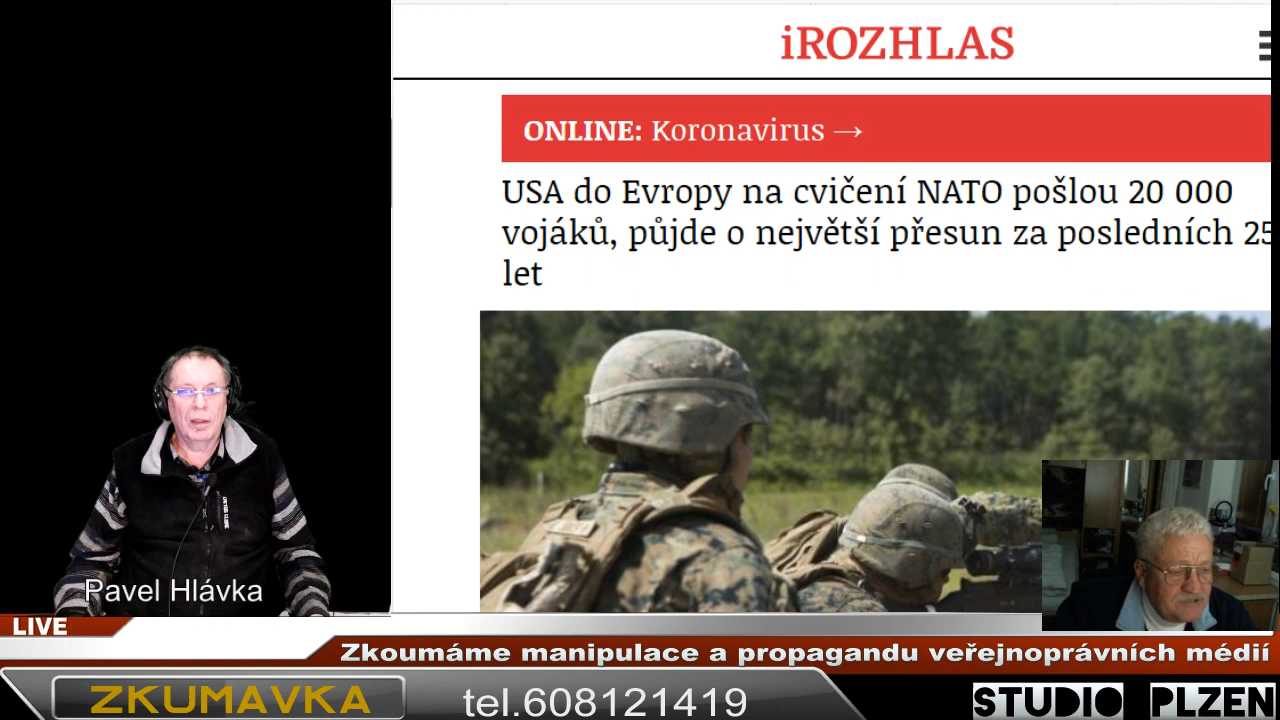 iROZHLAS
ONLINE: Koronavirus →
USA do Evropy na cvičení NATO pošlou 20 000
vojáků, půjde o největší přesun za posledních 25
let
Pavel Hlávka
LIVE
Zkoumáme manipulace a propagandu veřejnoprávních médií
ZKUMAVKA
tel.608121419
STUDIO PLZEN